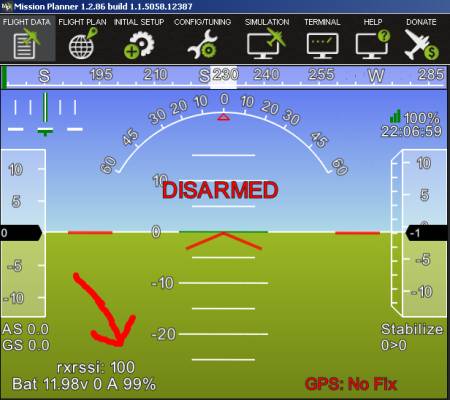 Mission Planner 1.2.86 build 1.1.5058.12387
FLIGHT DATA FLIGHT PLAN INITIAL SETUP CONFIG/TUNING SIMULATION TERMINAL HELP DONATE
S 195 S 230 240 255 W 285
60 45 30 20 10 0 10 20 30 45 60
100%
22:06:59
10 10 10
DISARMED
5 5
0 0 -1
-5 -5
-10 -10 -10
-20
AS 0.0 Stabilize
GS 0.0 0>0
rxrssi: 100
Bat 11.98v 0 A 99% GPS: No Fix